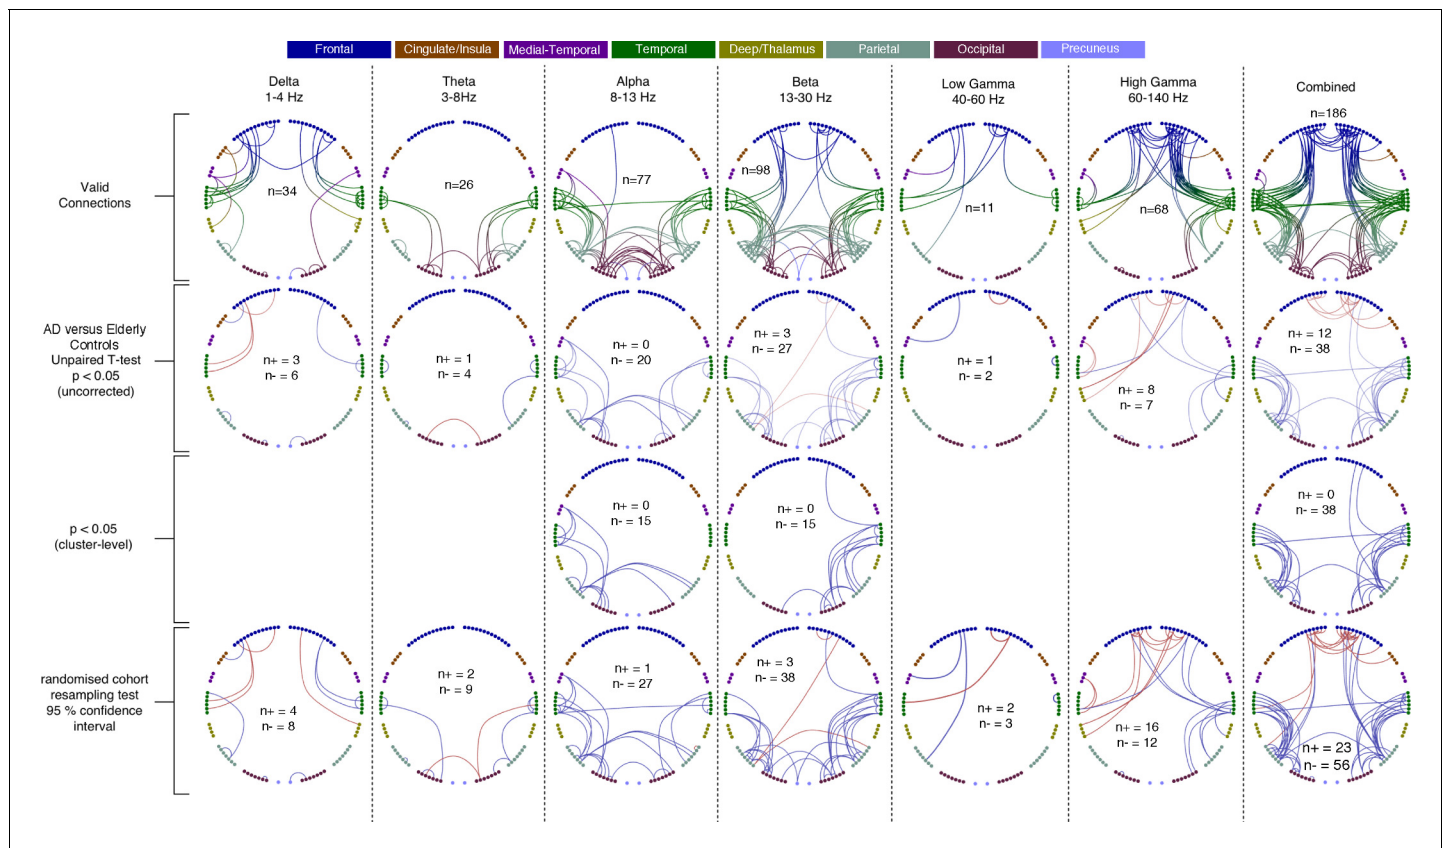 Frontal
Cingulate/Insula
Medial-Temporal
Temporal
Deep/Thalamus
Parietal
Occipital
Precuneus
Delta
1-4 Hz
Theta
3-8Hz
Alpha
8-13 Hz
Beta
13-30 Hz
Low Gamma
40-60 Hz
High Gamma
60-140 Hz
Combined
Valid
Connections
n=34
n=26
n=77
n=98
n=11
n=68
n=186
AD versus Elderly
Controls
Unpaired T-test
p < 0.05
(uncorrected)
n+ = 3
n- = 6
n+ = 1
n- = 4
n+ = 0
n- = 20
n+ = 3
n- = 27
n+ = 1
n- = 2
n+ = 8
n- = 7
n+ = 12
n- = 38
p < 0.05
(cluster-level)
n+ = 0
n- = 15
n+ = 0
n- = 15
n+ = 0
n- = 38
randomised cohort
resampling test
95 % confidence
interval
n+ = 4
n- = 8
n+ = 2
n- = 9
n+ = 1
n- = 27
n+ = 3
n- = 38
n+ = 2
n- = 3
n+ = 16
n- = 12
n+ = 23
n- = 56